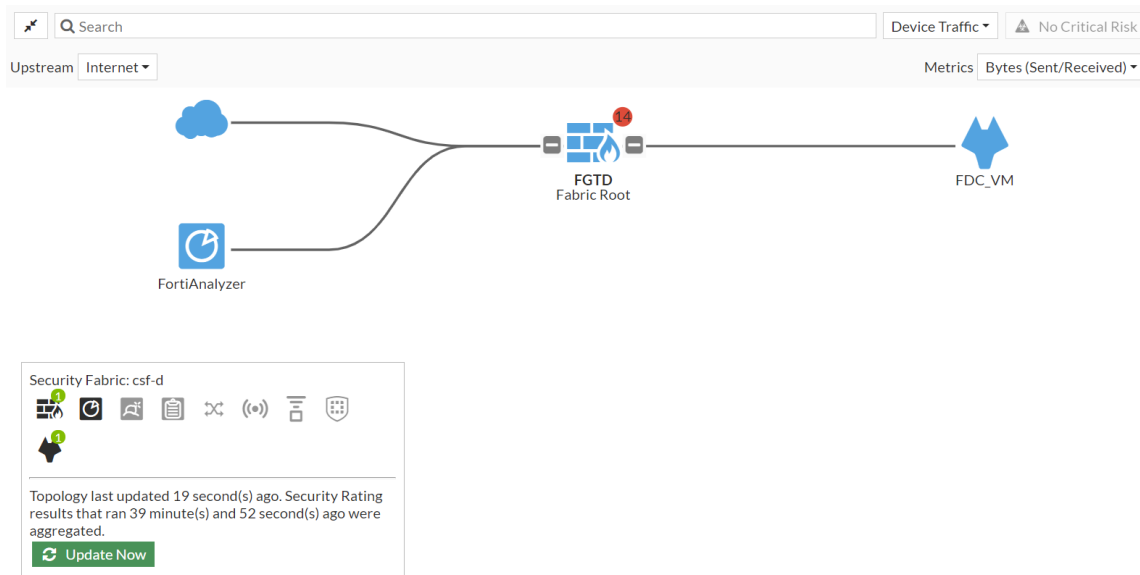 Search
Device Traffic
No Critical Risk
Upstream
Internet
Metrics
Bytes (Sent/Received)
14
FGTD
Fabric Root
FDC_VM
FortiAnalyzer
Security Fabric: csf-d
1
1
Topology last updated 19 second(s) ago. Security Rating
results that ran 39 minute(s) and 52 second(s) ago were
aggregated.
Update Now